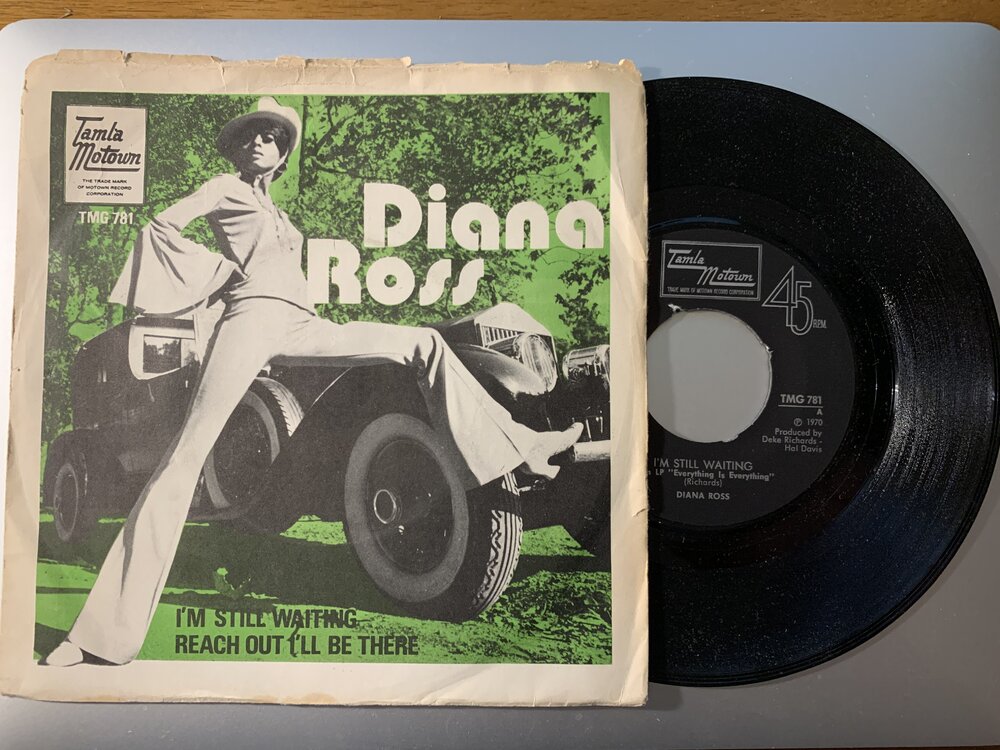 Tamla
Motown
THE TRADE MARK
OF MOTOWN RECORD
CORPORATION
TMG 781
Diana
Ross
I'M STILL WAITING
REACH OUT I'LL BE THERE
Tamla
Motown
TRADE MARK OF MOTOWN RECORD CORPORATION
45 RPM
TMG 781
A
℗ 1970
Produced by
Deke Richards -
Hal Davis
I'M STILL WAITING
LP "Everything Is Everything"
(Richards)
DIANA ROSS